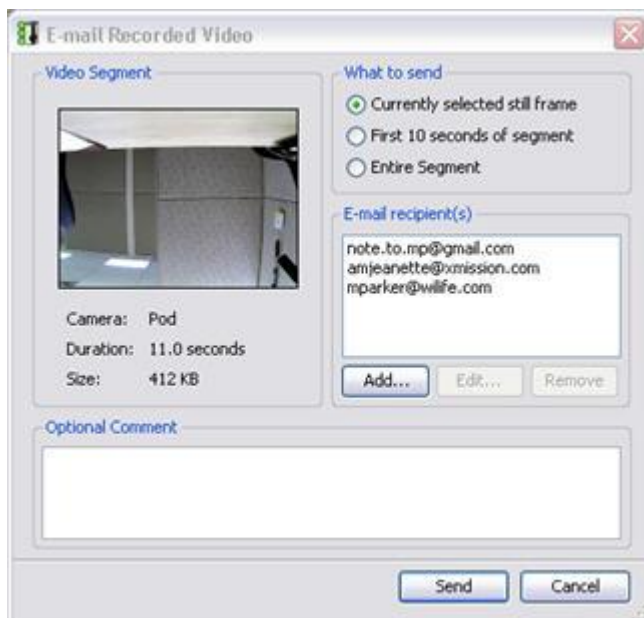 E-mail Recorded Video
Video Segment
Camera: Pod
Duration: 11.0 seconds
Size: 412 KB
What to send
Currently selected still frame
First 10 seconds of segment
Entire Segment
E-mail recipient(s)
note.to.mp@gmail.com
amjeanette@xmission.com
mparker@wilife.com
Add...
Edit...
Remove
Optional Comment
Send
Cancel